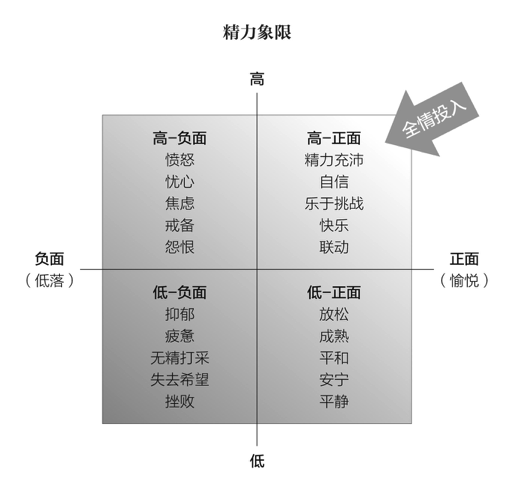 精力象限
高
全情投入
高–负面
愤怒
忧心
焦虑
戒备
怨恨
高–正面
精力充沛
自信
乐于挑战
快乐
联动
负面
（低落）
正面
（愉悦）
低–负面
抑郁
疲惫
无精打采
失去希望
挫败
低–正面
放松
成熟
平和
安宁
平静
低